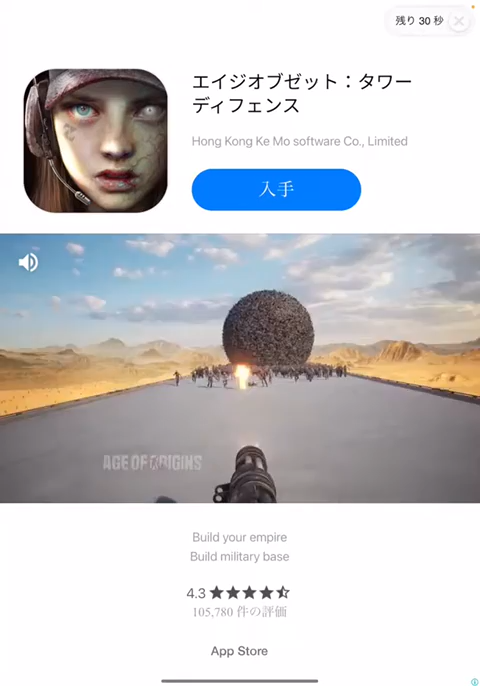 残り 30 秒
エイジオブゼット：タワー
ディフェンス
Hong Kong Ke Mo software Co., Limited
入手
AGE OF ORIGINS
Build your empire
Build military base
4.3
105,780 件の評価
App Store